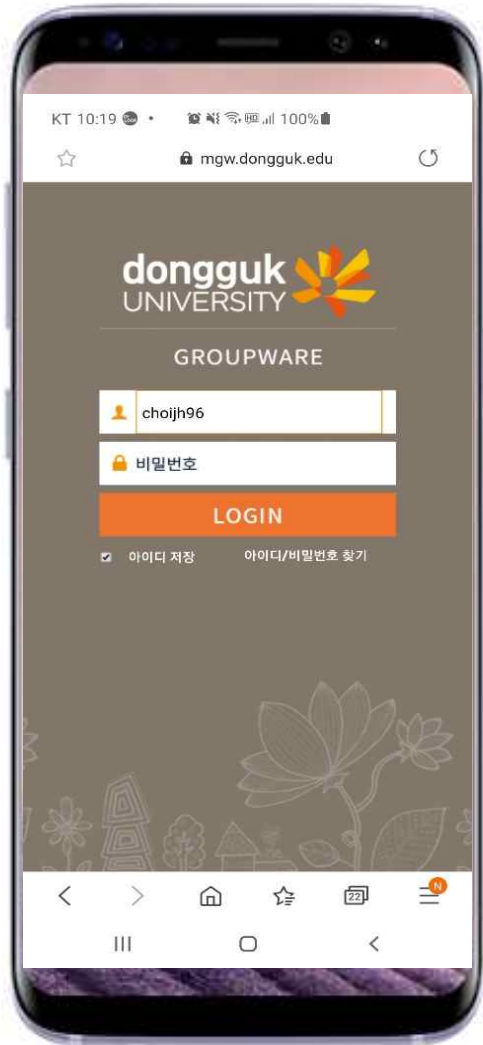 KT 10:19 • 100%
mgw.dongguk.edu
dongguk
UNIVERSITY
GROUPWARE
choijh96
비밀번호
LOGIN
아이디 저장 아이디/비밀번호 찾기
22 N